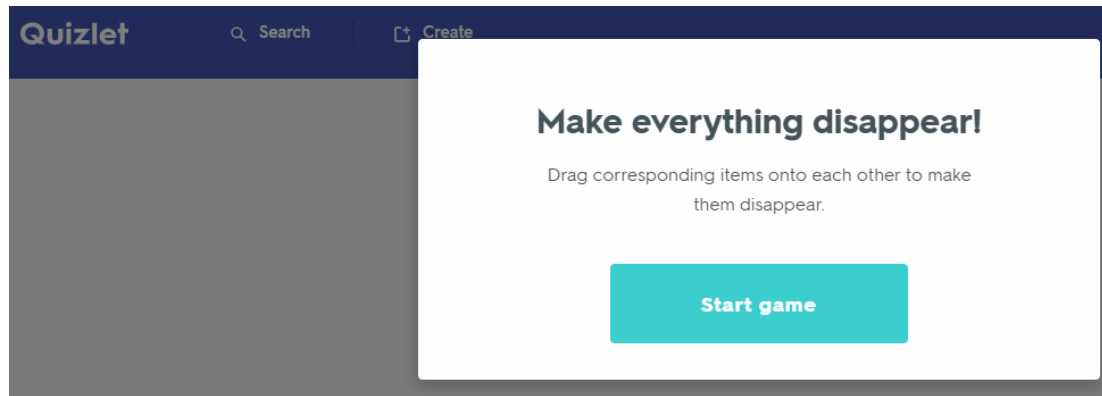 Quizlet
Search
Create
Make everything disappear!
Drag corresponding items onto each other to make
them disappear.
Start game